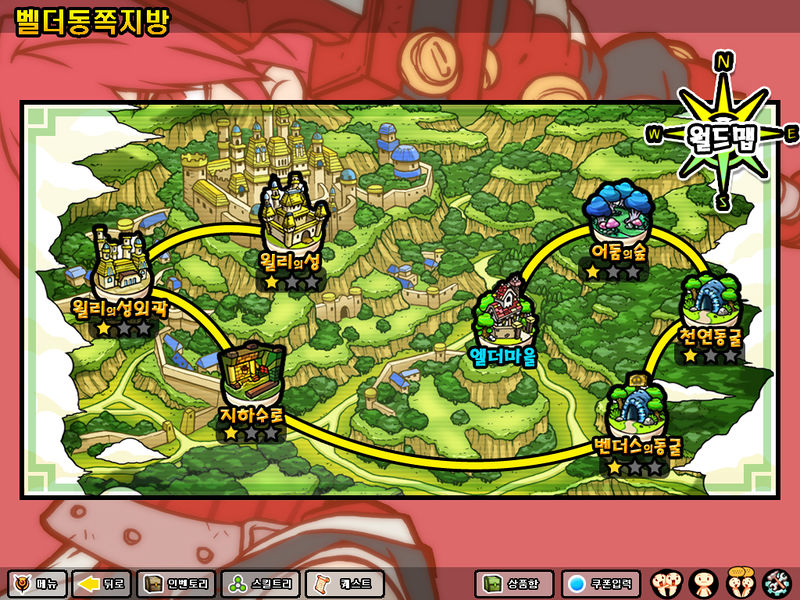 벨더동쪽지방
N
W 월드맵 E
S
어둠의숲
월리의성
월리의성외곽
천연동굴
엘더마을
지하수로
벤더스의동굴
메뉴 뒤로 인벤토리 스킬트리 퀘스트 상품함 쿠폰입력